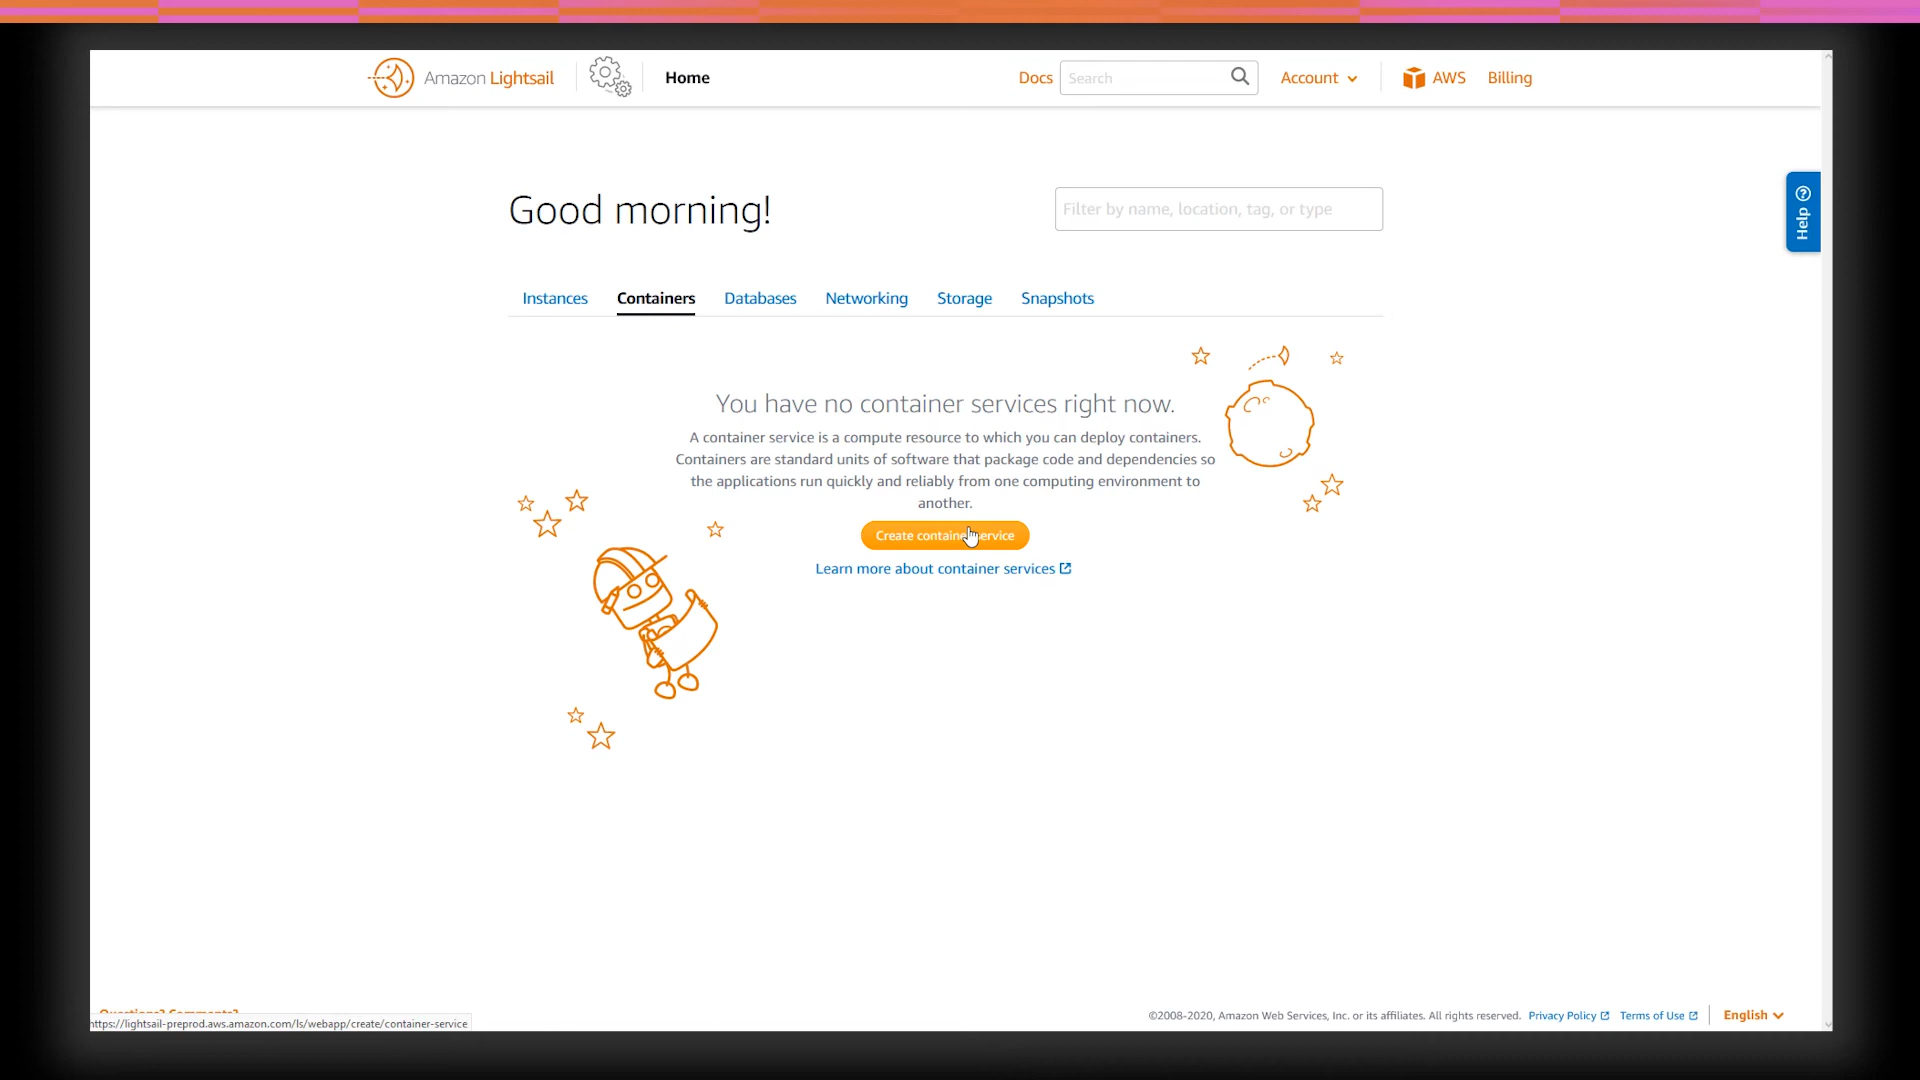 Amazon Lightsail
Home
Docs
Search
Account
AWS
Billing
Good morning!
Filter by name, location, tag, or type
Help
Instances
Containers
Databases
Networking
Storage
Snapshots
You have no container services right now.
A container service is a compute resource to which you can deploy containers.
Containers are standard units of software that package code and dependencies so
the applications run quickly and reliably from one computing environment to
another.
Create container service
Learn more about container services
Questions? Comments?
https://lightsail-preprod.aws.amazon.com/ls/webapp/create/container-service
©2008-2020, Amazon Web Services, Inc. or its affiliates. All rights reserved.
Privacy Policy
Terms of Use
English